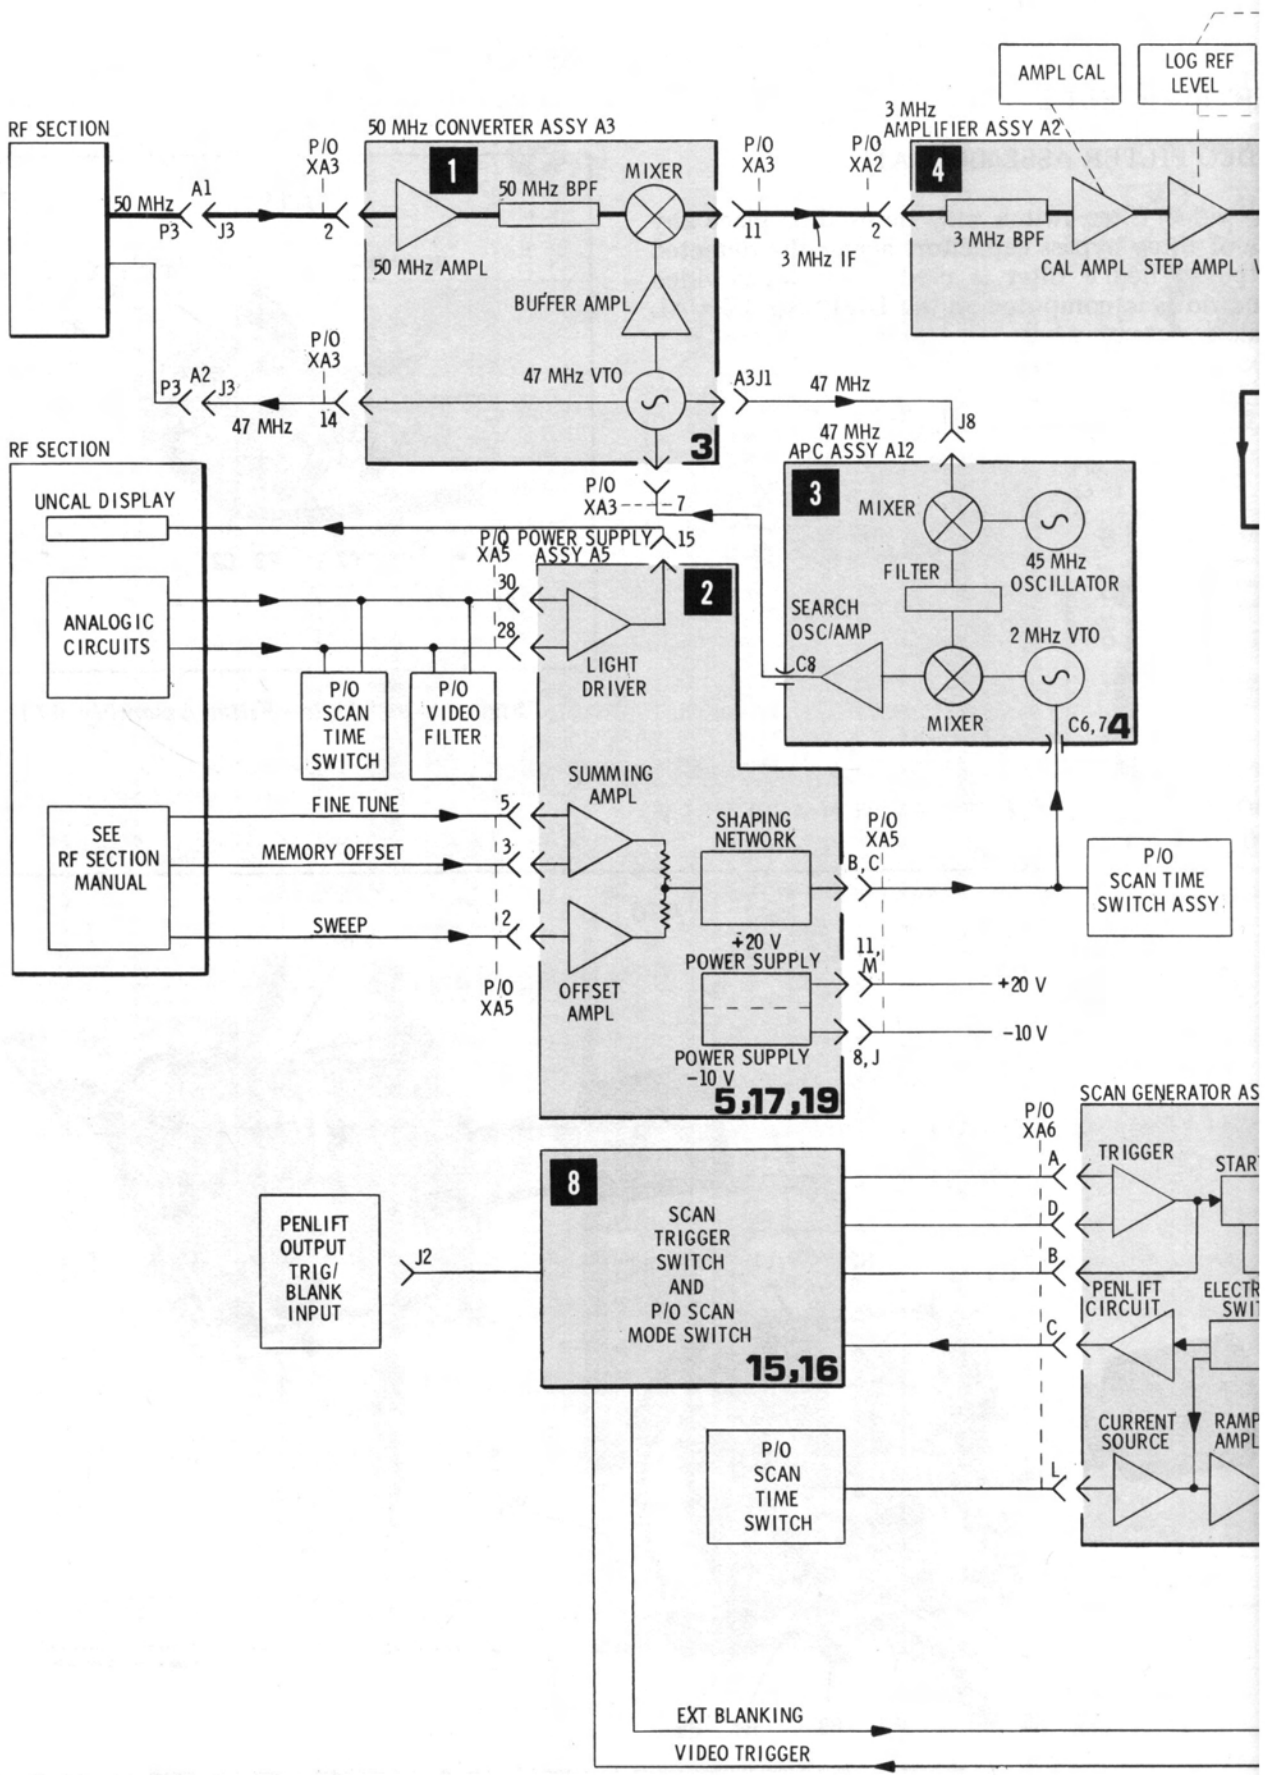 AMPL CAL
LOG REF
LEVEL
RF SECTION
50 MHz CONVERTER ASSY A3
3 MHz
AMPLIFIER ASSY A2
P/O
XA3
1
50 MHz BPF
MIXER
P/O
XA3
P/O
XA2
4
50 MHz
A1
P3
J3
2
50 MHz AMPL
11
3 MHz IF
2
3 MHz BPF
CAL AMPL
STEP AMPL
BUFFER AMPL
P/O
XA3
47 MHz VTO
P3
A2
J3
47 MHz
14
A3J1
47 MHz
J8
3
47 MHz
APC ASSY A12
RF SECTION
UNCAL DISPLAY
P/O
XA3
7
3
MIXER
45 MHz
OSCILLATOR
FILTER
P/O
XA5
POWER SUPPLY
ASSY A5
15
2
30
28
ANALOGIC
CIRCUITS
LIGHT
DRIVER
SEARCH
OSC/AMP
2 MHz VTO
C8
MIXER
C6,7
4
P/O
SCAN
TIME
SWITCH
P/O
VIDEO
FILTER
SUMMING
AMPL
SHAPING
NETWORK
P/O
XA5
FINE TUNE
5
SEE
RF SECTION
MANUAL
MEMORY OFFSET
3
B, C
P/O
SCAN TIME
SWITCH ASSY
SWEEP
2
+20 V
POWER SUPPLY
11,
M
+20 V
P/O
XA5
OFFSET
AMPL
-10 V
POWER SUPPLY
-10 V
8, J
5,17,19
SCAN GENERATOR AS
P/O
XA6
8
SCAN
TRIGGER
SWITCH
AND
P/O SCAN
MODE SWITCH
15,16
A
TRIGGER
STAR
D
B
PENLIFT
OUTPUT
TRIG/
BLANK
INPUT
J2
PENLIFT
CIRCUIT
ELECTR
SWI
C
CURRENT
SOURCE
RAMP
AMPL
P/O
SCAN
TIME
SWITCH
L
EXT BLANKING
VIDEO TRIGGER